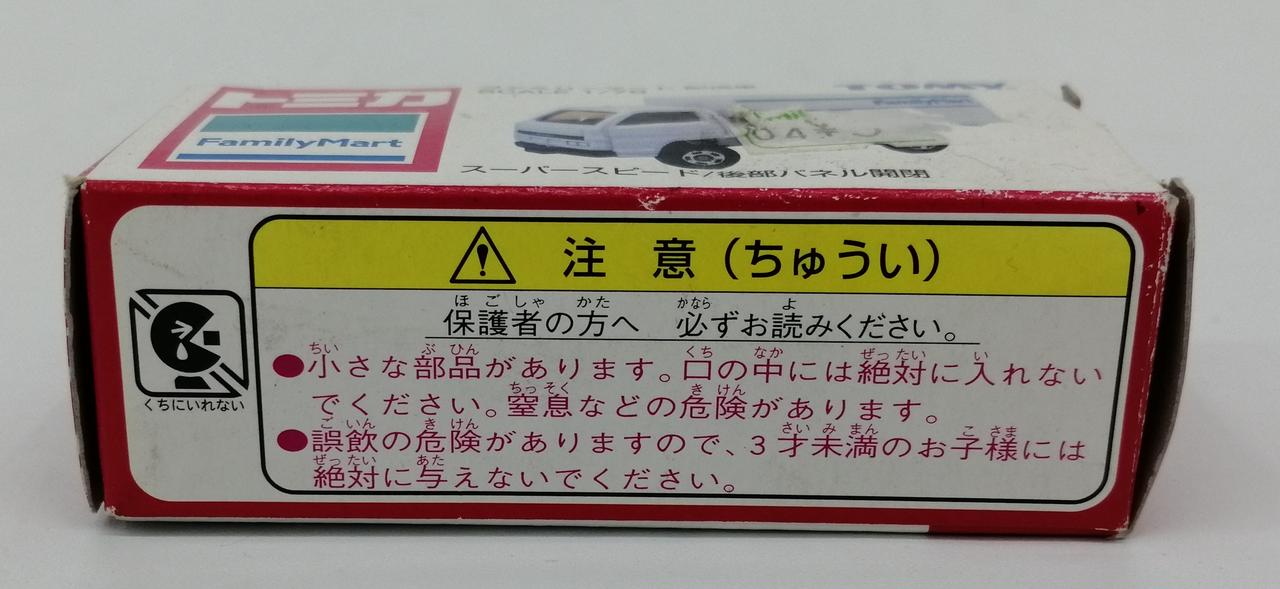 トミカ
FamilyMart
TOMY
FamilyMart
スーパースピード/後部パネル開閉
注 意(ちゅうい)
ほごしゃ かた かなら よ
保護者の方へ 必ずお読みください。
ちい ぶひん くち なか ぜったい い
●小さな部品があります。口の中には絶対に入れない
ちっそく きけん
でください。窒息などの危険があります。
ごいん きけん さいみまん こさま
●誤飲の危険がありますので、3才未満のお子様には
ぜったい あた
絶対に与えないでください。
くちにいれない